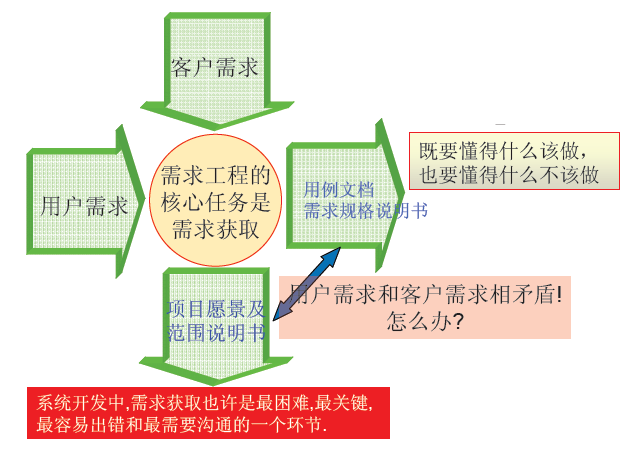 客户需求
既要懂得什么该做，
也要懂得什么不该做
需求工程的
核心任务是
需求获取
用户需求
用例文档
需求规格说明书
项目愿景及
范围说明书
用户需求和客户需求相矛盾!
怎么办?
系统开发中,需求获取也许是最困难,最关键,
最容易出错和最需要沟通的一个环节.